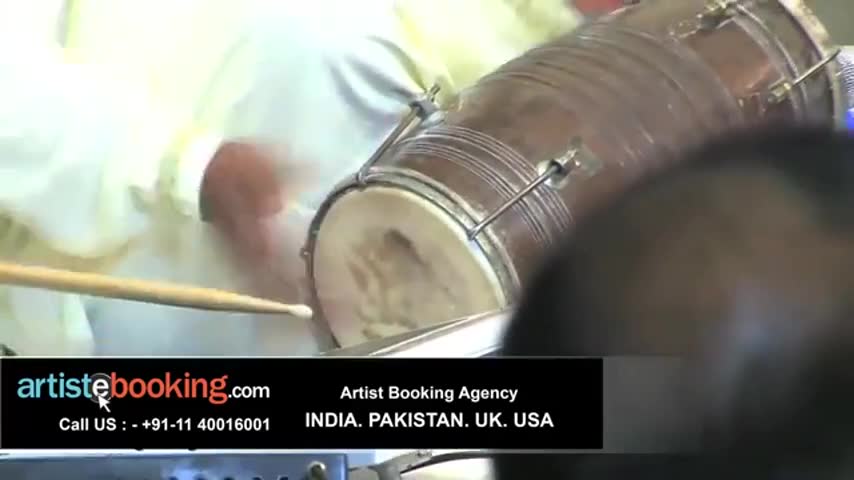 artistebooking.com
Call US : - +91-11 40016001
Artist Booking Agency
INDIA. PAKISTAN. UK. USA